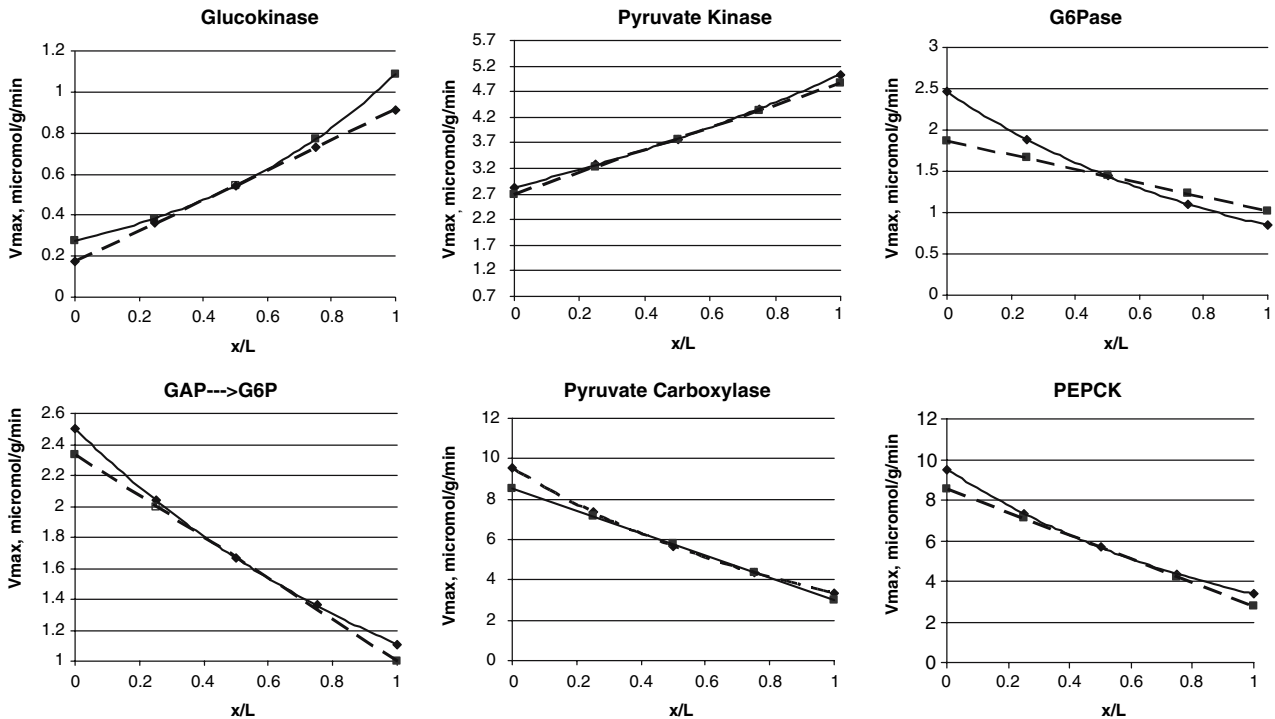 Glucokinase
Vmax, micromol/g/min
1.2
1
0.8
0.6
0.4
0.2
0
0 0.2 0.4 0.6 0.8 1
x/L
Pyruvate Kinase
Vmax, micromol/g/min
5.7
5.2
4.7
4.2
3.7
3.2
2.7
2.2
1.7
1.2
0.7
0 0.2 0.4 0.6 0.8 1
x/L
G6Pase
Vmax, micromol/g/min
3
2.5
2
1.5
1
0.5
0
0 0.2 0.4 0.6 0.8 1
x/L
GAP--->G6P
Vmax, micromol/g/min
2.6
2.4
2.2
2
1.8
1.6
1.4
1.2
1
0 0.2 0.4 0.6 0.8 1
x/L
Pyruvate Carboxylase
Vmax, micromol/g/min
12
10
8
6
4
2
0
0 0.2 0.4 0.6 0.8 1
x/L
PEPCK
Vmax, micromol/g/min
12
10
8
6
4
2
0
0 0.2 0.4 0.6 0.8 1
x/L